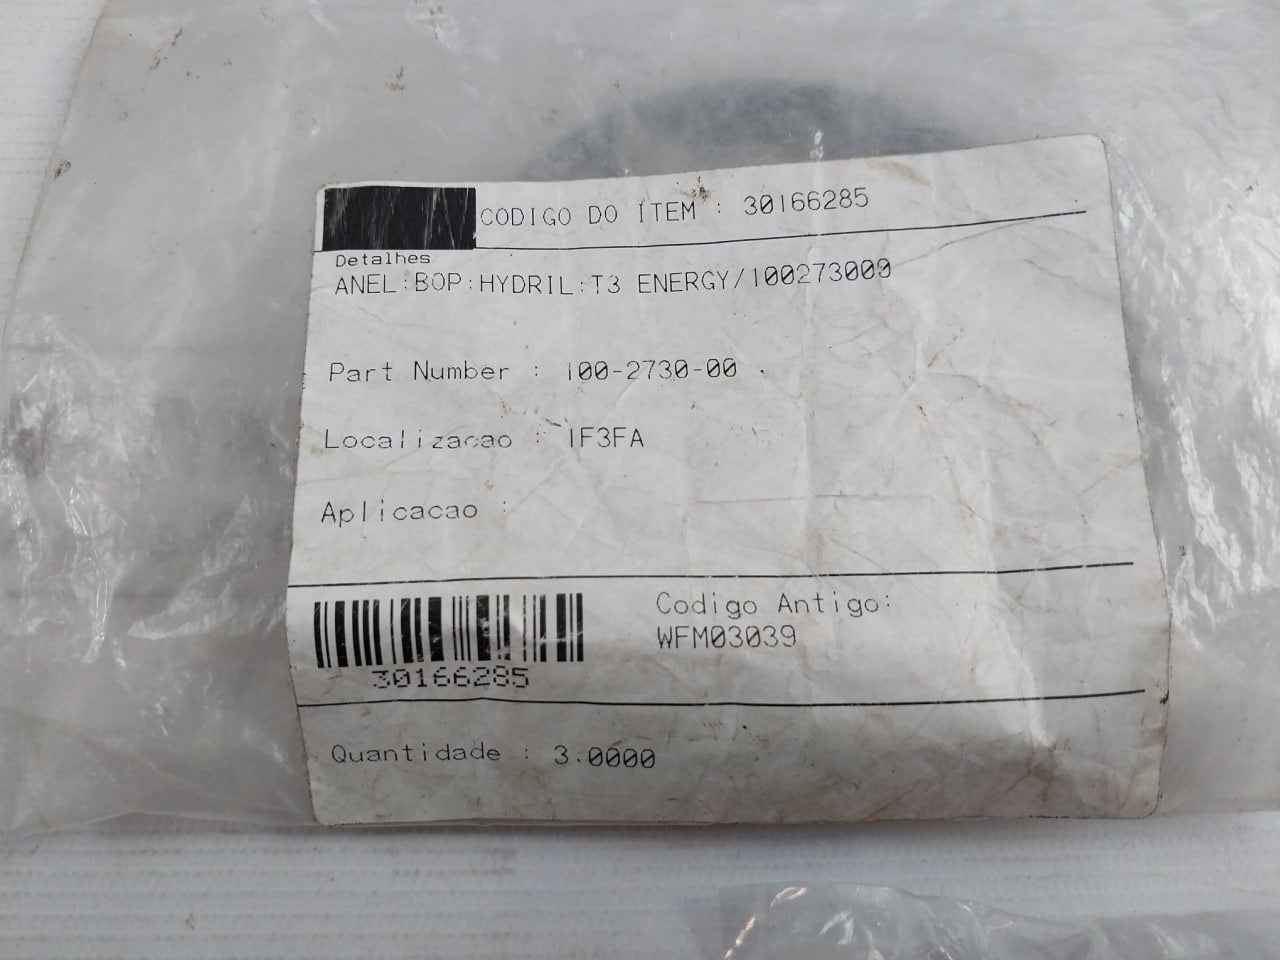 CODIGO DO ITEM : 30166285
Detalhes
ANEL:BOP:HYDRIL:T3 ENERGY/100273000
Part Number : 100-2730-00
Localizacao : 1F3FA
Aplicacao :
Codigo Antigo:
WFM03039
30166285
Quantidade : 3.0000